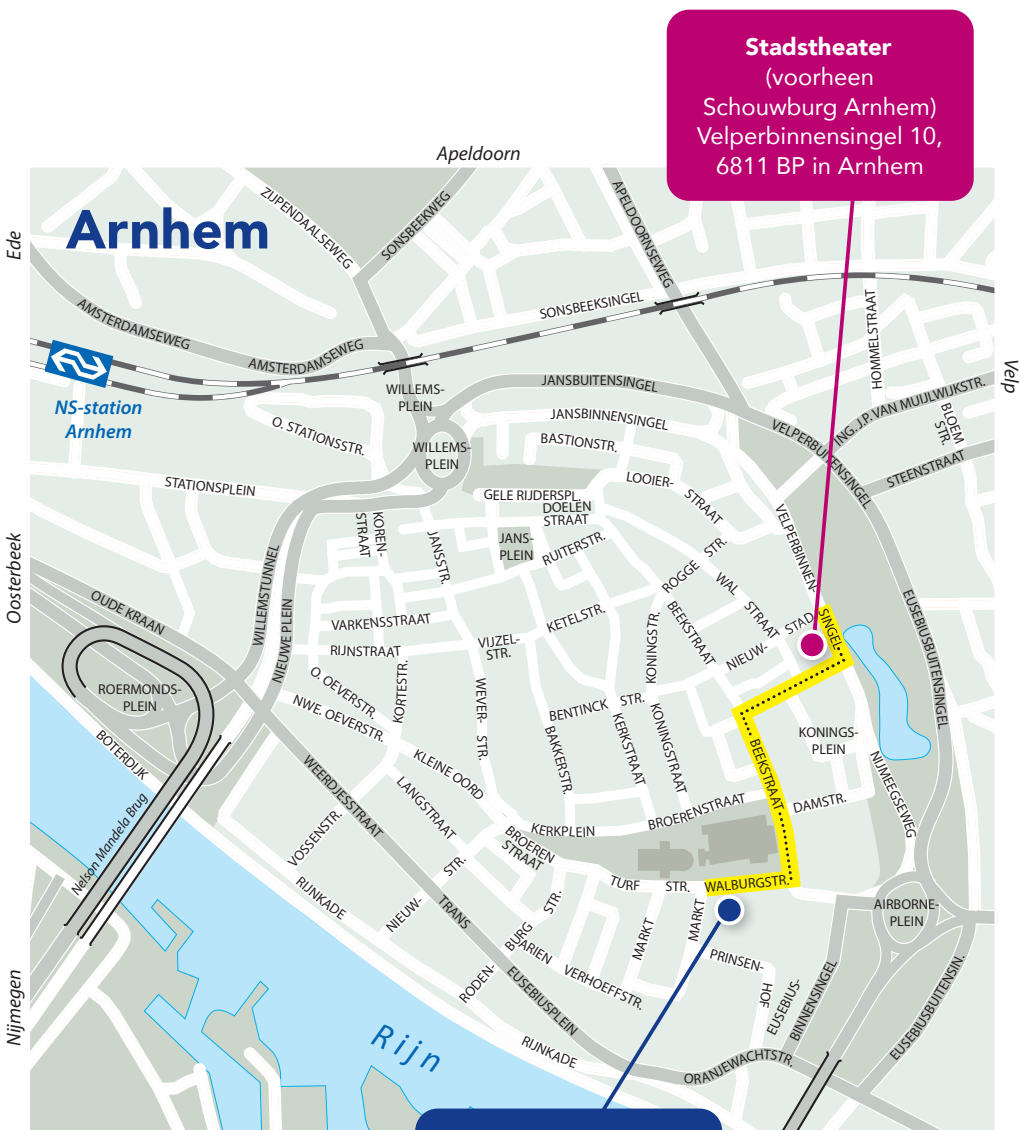 Stadstheater
(voorheen
Schouwburg Arnhem)
Velperbinnensingel 10,
6811 BP in Arnhem
Apeldoorn
Arnhem
Ede
ZIJPENDAALSEWEG
SONSBEEKWEG
APELDOORNSEWEG
AMSTERDAMSEWEG
AMSTERDAMSEWEG
SONSBEEKSINGEL
HOMMELSTRAAT
Velp
NS-station
Arnhem
WILLEMS-
PLEIN
JANSBUITENSINGEL
ING. J.P. VAN MUIJLWIJKSTR.
BLOEM
STR.
O. STATIONSSTR.
WILLEMS-
PLEIN
JANSBINNENSINGEL
BASTIONSTR.
VELPERBUITENSINGEL
STEENSTRAAT
STATIONSPLEIN
LOOIER-
STRAAT
GELE RIJDERSPL.
DOELEN
STRAAT
VELPERBINNEN-
SINGEL
KOREN-
STRAAT
JANSSTR.
JANS-
PLEIN
RUITERSTR.
ROGGE
STR.
WAL
STRAAT
STAD
Oosterbeek
OUDE KRAAN
WILLEMSTUNNEL
NIEUWE PLEIN
VARKENSSTRAAT
RIJNSTRAAT
VIJZEL-
STR.
KETELSTR.
KONINGSTR.
BEEKSTRAAT
NIEUW-
EUSEBIUSBUITENSINGEL
ROERMONDS-
PLEIN
O. OEVERSTR.
NWE. OEVERSTR.
KORTESTR.
WEVER-
STR.
BENTINCK
STR.
BAKKERSTR.
KERKSTRAAT
KONINGSTRAAT
BEEKSTRAAT
KONINGS-
PLEIN
NIJMEEGSEWEG
BOTERDIJK
Nelson Mandela Brug
WEERDJESSTRAAT
KLEINE OORD
LANGSTRAAT
KERKPLEIN
BROERENSTRAAT
DAMSTR.
VOSSENSTR.
BROEREN
STRAAT
RIJNKADE
NIEUW-
STR.
TURF
STR.
WALBURGSTR.
AIRBORNE-
PLEIN
TRANS
RODEN-
BURG
STR.
ARIEN
VERHOEFFSTR.
MARKT
MARKT
PRINSEN-
HOF
EUSEBIUSPLEIN
EUSEBIUS-
BINNENSINGEL
EUSEBIUSBUITENSIN.
Nijmegen
Rijn
RIJNKADE
ORANJEWACHTSTR.